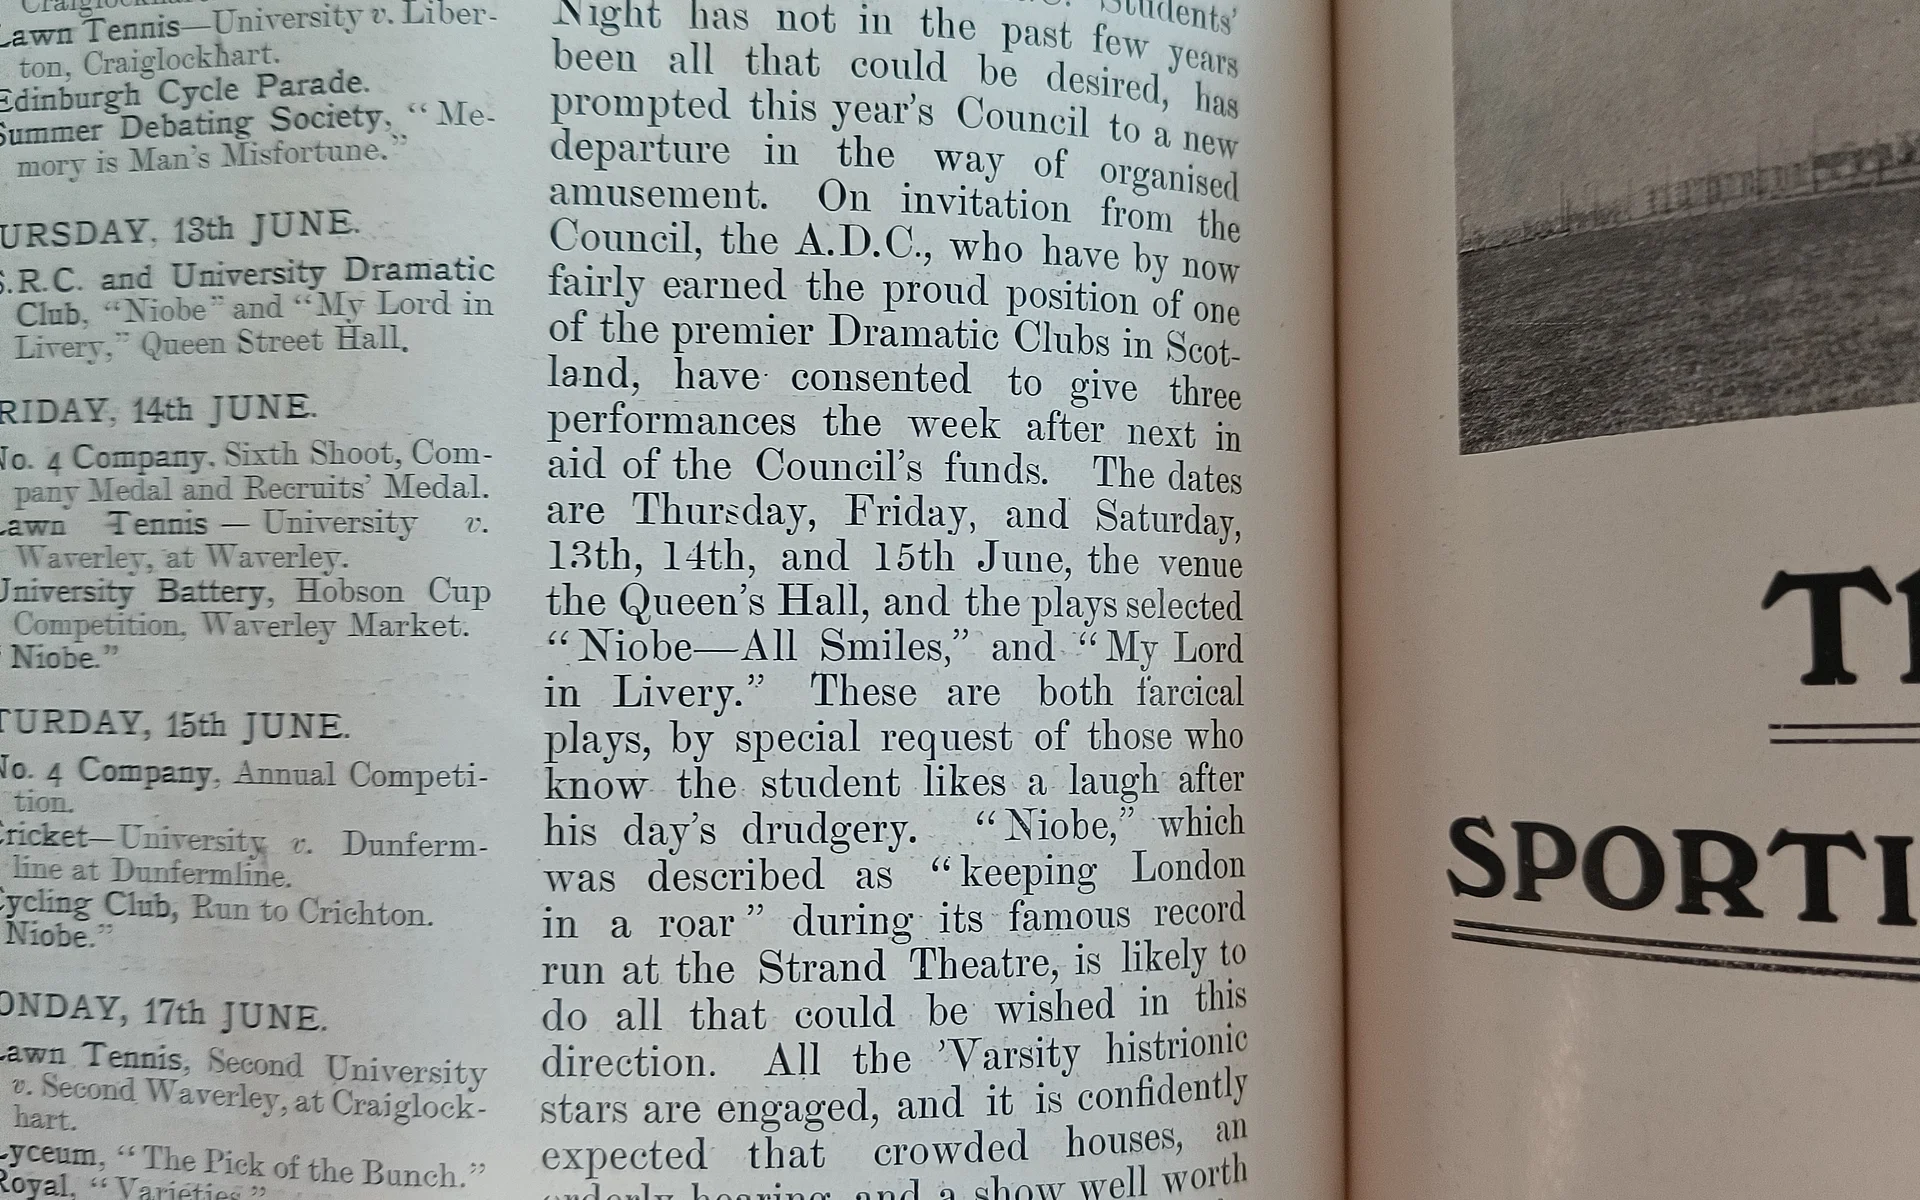 Lawn Tennis—University v. Liber-
ton, Craiglockhart.
Edinburgh Cycle Parade.
Summer Debating Society, “Me-
mory is Man's Misfortune.”
URSDAY, 13th JUNE.
S.R.C. and University Dramatic
Club, “Niobe” and “My Lord in
Livery,” Queen Street Hall.
RIDAY, 14th JUNE.
No. 4 Company, Sixth Shoot, Com-
pany Medal and Recruits' Medal.
Lawn Tennis — University v.
Waverley, at Waverley.
University Battery, Hobson Cup
Competition, Waverley Market.
Niobe.”
TURDAY, 15th JUNE.
No. 4 Company, Annual Competi-
tion.
Cricket—University v. Dunferm-
line at Dunfermline.
Cycling Club, Run to Crichton.
Niobe.”
ONDAY, 17th JUNE.
Lawn Tennis, Second University
v. Second Waverley, at Craiglock-
hart.
Lyceum, “The Pick of the Bunch.”
Royal, “Varieties.”
Students'
Night has not in the past few years
been all that could be desired, has
prompted this year's Council to a new
departure in the way of organised
amusement. On invitation from the
Council, the A.D.C., who have by now
fairly earned the proud position of one
of the premier Dramatic Clubs in Scot-
land, have consented to give three
performances the week after next in
aid of the Council's funds. The dates
are Thursday, Friday, and Saturday,
13th, 14th, and 15th June, the venue
the Queen's Hall, and the plays selected
“Niobe—All Smiles,” and “My Lord
in Livery.” These are both farcical
plays, by special request of those who
know the student likes a laugh after
his day's drudgery. “Niobe,” which
was described as “keeping London
in a roar” during its famous record
run at the Strand Theatre, is likely to
do all that could be wished in this
direction. All the 'Varsity histrionic
stars are engaged, and it is confidently
expected that crowded houses, an
orderly hearing and a show well worth
SPORTI